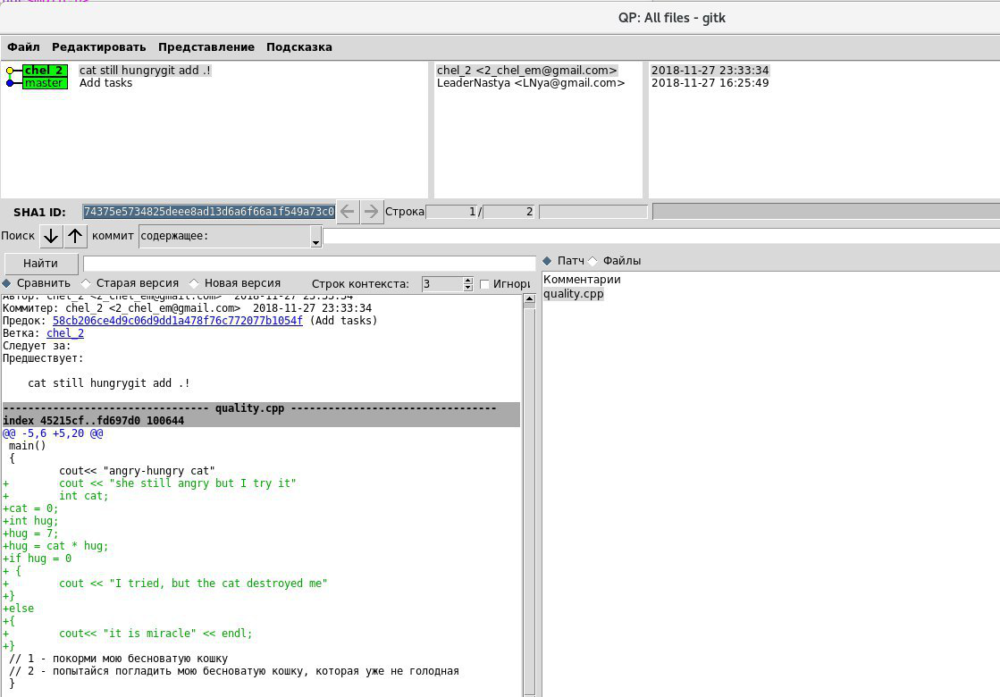 QP: All files - gitk
Файл Редактировать Представление Подсказка
chel_2 cat still hungrygit add .! chel_2 <2_chel_em@gmail.com> 2018-11-27 23:33:34
master Add tasks LeaderNastya <LNya@gmail.com> 2018-11-27 16:25:49
SHA1 ID: 74375e5734825deee8ad13d6a6f66a1f549a73c0 Строка 1 / 2
Поиск коммит содержащее:
Найти Патч Файлы
Сравнить Старая версия Новая версия Строк контекста: 3 Игнори
Комментарии
quality.cpp
Автор: chel_2 <2_chel_em@gmail.com> 2018-11-27 23:33:34
Коммитер: chel_2 <2_chel_em@gmail.com> 2018-11-27 23:33:34
Предок: 58cb206ce4d9c06d9dd1a478f76c772077b1054f (Add tasks)
Ветка: chel_2
Следует за:
Предшествует:
cat still hungrygit add .!
--------------------------------- quality.cpp ---------------------------------
index 45215cf..fd697d0 100644
@@ -5,6 +5,20 @@
main()
{
cout<< "angry-hungry cat"
+ cout << "she still angry but I try it"
+ int cat;
+cat = 0;
+int hug;
+hug = 7;
+hug = cat * hug;
+if hug = 0
+ {
+ cout << "I tried, but the cat destroyed me"
+}
+else
+{
+ cout<< "it is miracle" << endl;
+}
// 1 - покорми мою бесноватую кошку
// 2 - попытайся погладить мою бесноватую кошку, которая уже не голодная
}